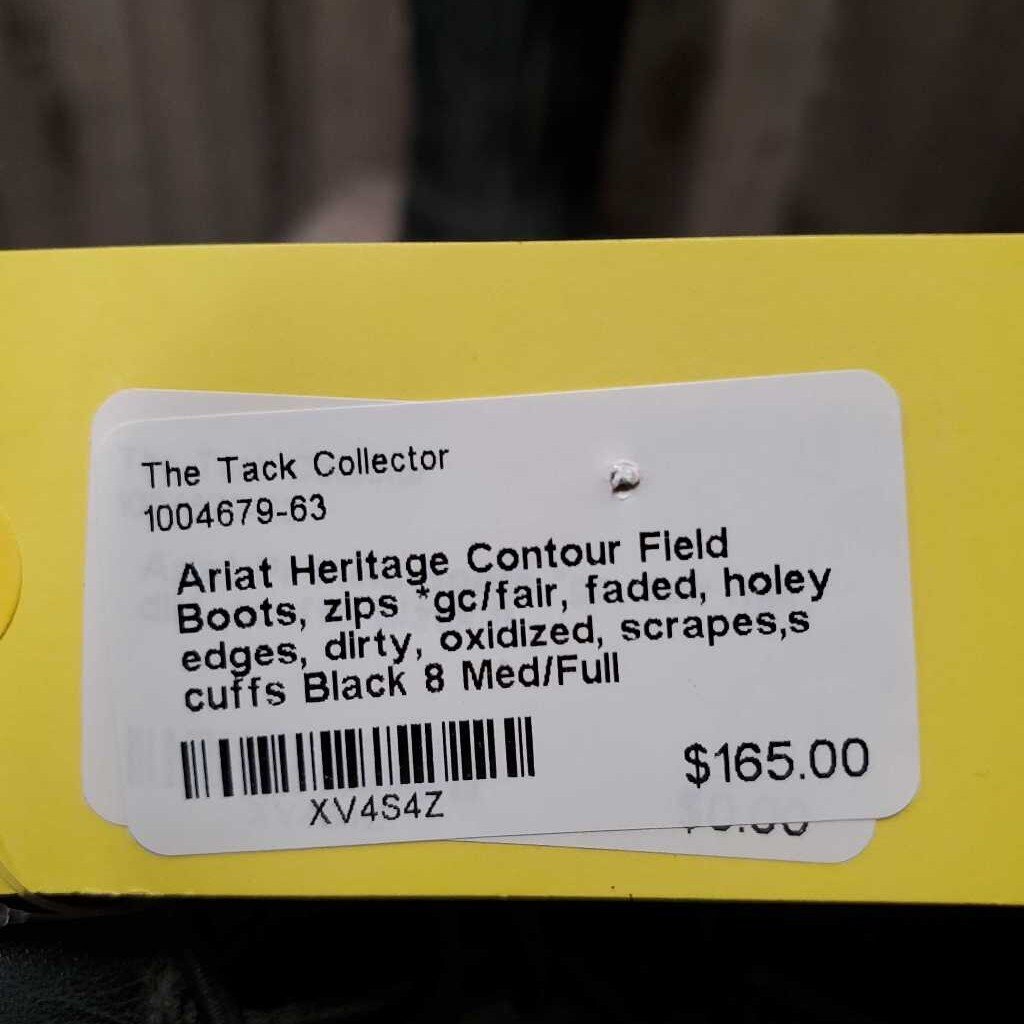 The Tack Collector
1004679-63
Ariat Heritage Contour Field
Boots, zips *gc/fair, faded, holey
edges, dirty, oxidized, scrapes,s
cuffs Black 8 Med/Full
$165.00
XV4S4Z